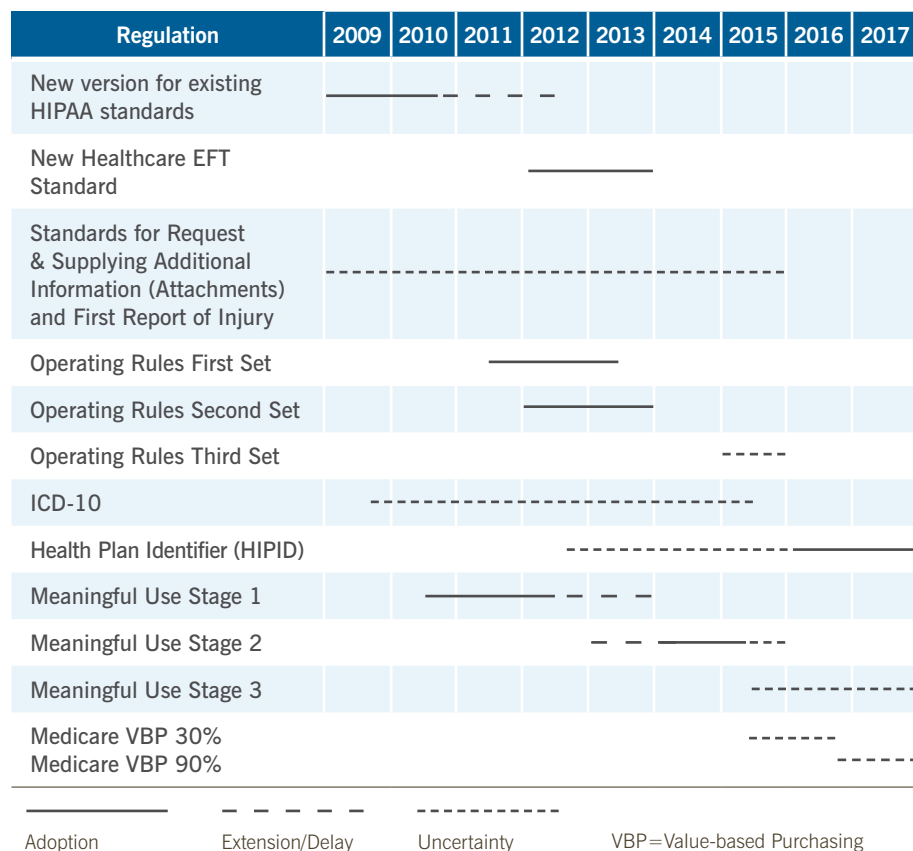 Regulation 2009 2010 2011 2012 2013 2014 2015 2016 2017
New version for existing
HIPAA standards
New Healthcare EFT
Standard
Standards for Request
& Supplying Additional
Information (Attachments)
and First Report of Injury
Operating Rules First Set
Operating Rules Second Set
Operating Rules Third Set
ICD-10
Health Plan Identifier (HIPID)
Meaningful Use Stage 1
Meaningful Use Stage 2
Meaningful Use Stage 3
Medicare VBP 30%
Medicare VBP 90%
Adoption Extension/Delay Uncertainty VBP=Value-based Purchasing